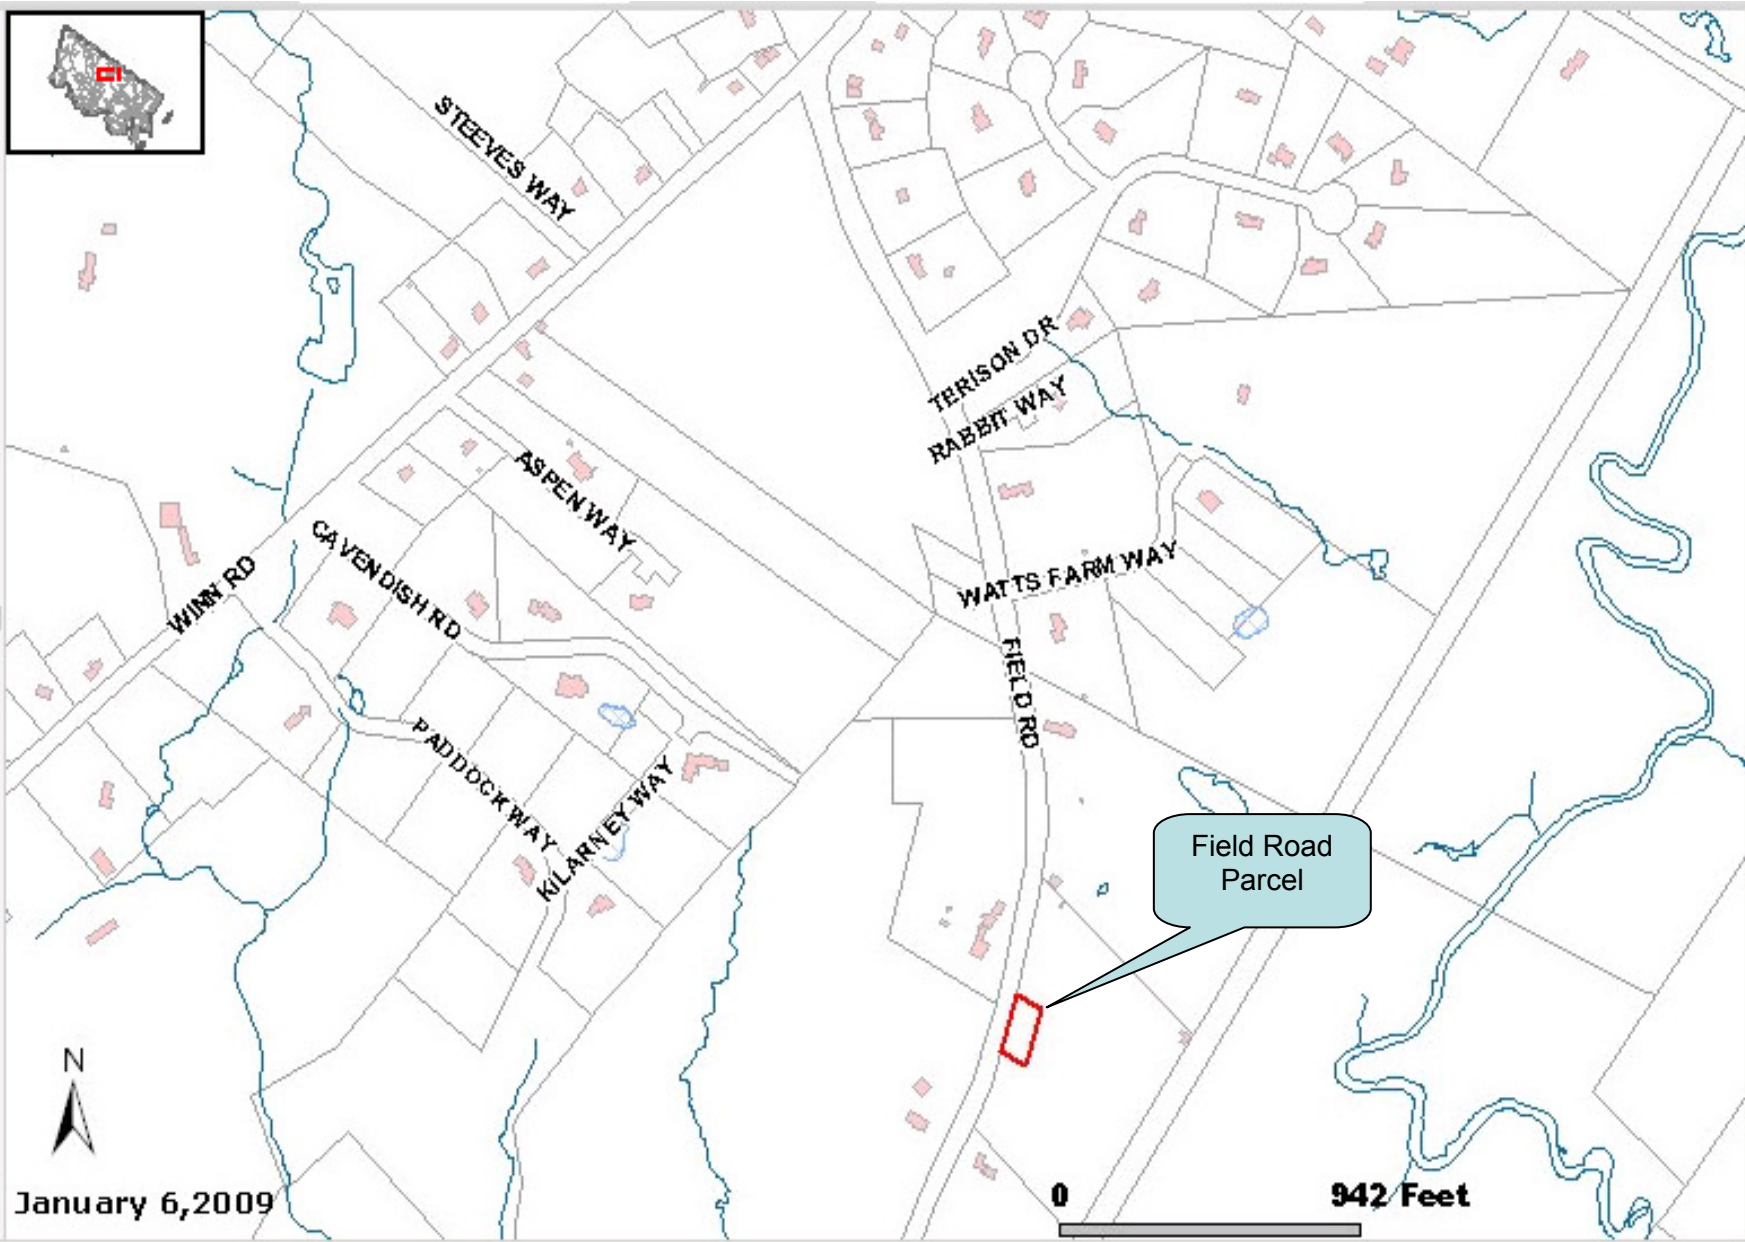 STEEVES WAY
TERISON DR
RABBIT WAY
ASPEN WAY
CAVENDISH RD
WINN RD
WATTS FARM WAY
FIELD RD
PADDOCK WAY
KILARNEY WAY
Field Road
Parcel
N
January 6,2009
0 942 Feet